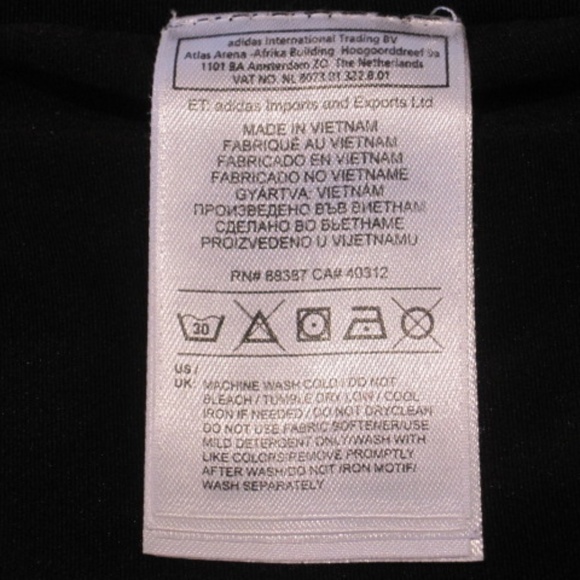 adidas International Trading BV
Atlas Arena -Afrika Building Hoogoorddreef 9a
1101 BA Amsterdam ZO The Netherlands
VAT NO. NL 8073.01.322.B.01
ET: adidas Imports and Exports Ltd
MADE IN VIETNAM
FABRIQUÉ AU VIETNAM
FABRICADO EN VIETNAM
FABRICADO NO VIETNAME
GYÁRTVA: VIETNÁM
ПРОИЗВЕДЕНО ВЪВ ВИЕТНАМ
СДЕЛАНО ВО ВЬЕТНАМЕ
PROIZVEDENO U VIJETNAMU
RN# 88387 CA# 40312
30
US /
UK: MACHINE WASH COLD / DO NOT
BLEACH / TUMBLE DRY LOW / COOL
IRON IF NEEDED / DO NOT DRYCLEAN
DO NOT USE FABRIC SOFTENER/USE
MILD DETERGENT ONLY/WASH WITH
LIKE COLORS/REMOVE PROMPTLY
AFTER WASH/DO NOT IRON MOTIF/
WASH SEPARATELY